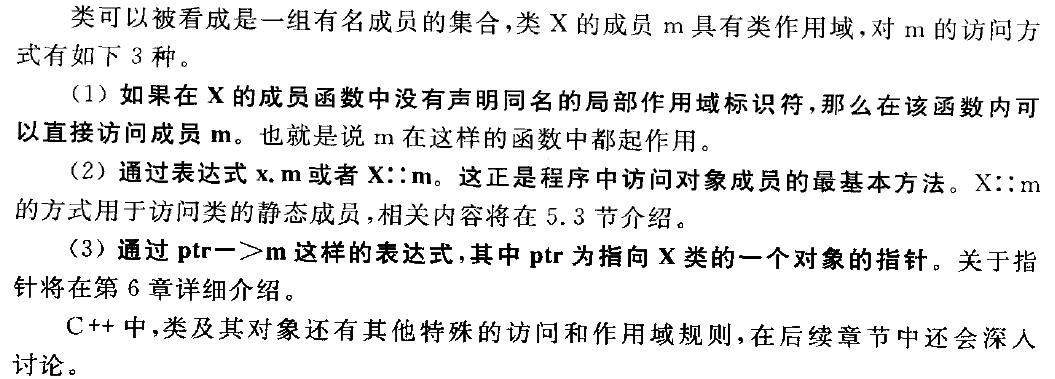 类可以被看成是一组有名成员的集合,类 X 的成员 m 具有类作用域,对 m 的访问方
式有如下 3 种。
(1) 如果在 X 的成员函数中没有声明同名的局部作用域标识符,那么在该函数内可
以直接访问成员 m。也就是说 m 在这样的函数中都起作用。
(2) 通过表达式 x.m 或者 X::m。这正是程序中访问对象成员的最基本方法。X::m
的方式用于访问类的静态成员,相关内容将在 5.3 节介绍。
(3) 通过 ptr—>m 这样的表达式,其中 ptr 为指向 X 类的一个对象的指针。关于指
针将在第 6 章详细介绍。
C++ 中,类及其对象还有其他特殊的访问和作用域规则,在后续章节中还会深入
讨论。